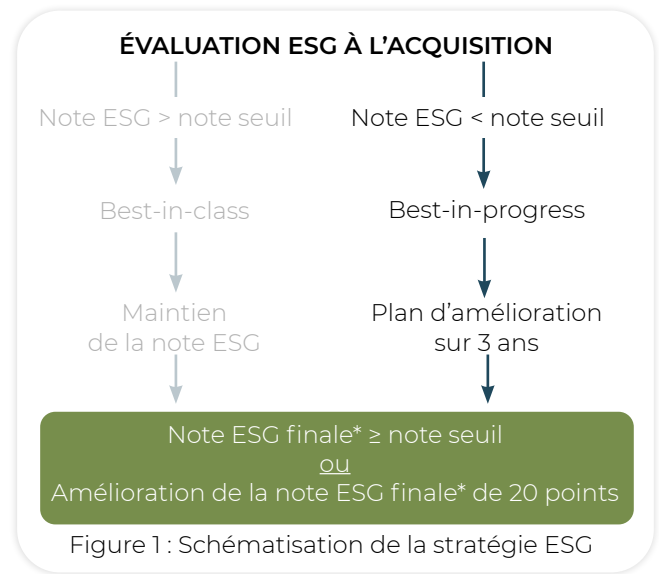 ÉVALUATION ESG À L’ACQUISITION
Note ESG > note seuil
Note ESG < note seuil
Best-in-class
Best-in-progress
Maintien
de la note ESG
Plan d’amélioration
sur 3 ans
Note ESG finale* ≥ note seuil
ou
Amélioration de la note ESG finale* de 20 points
Figure 1 : Schématisation de la stratégie ESG